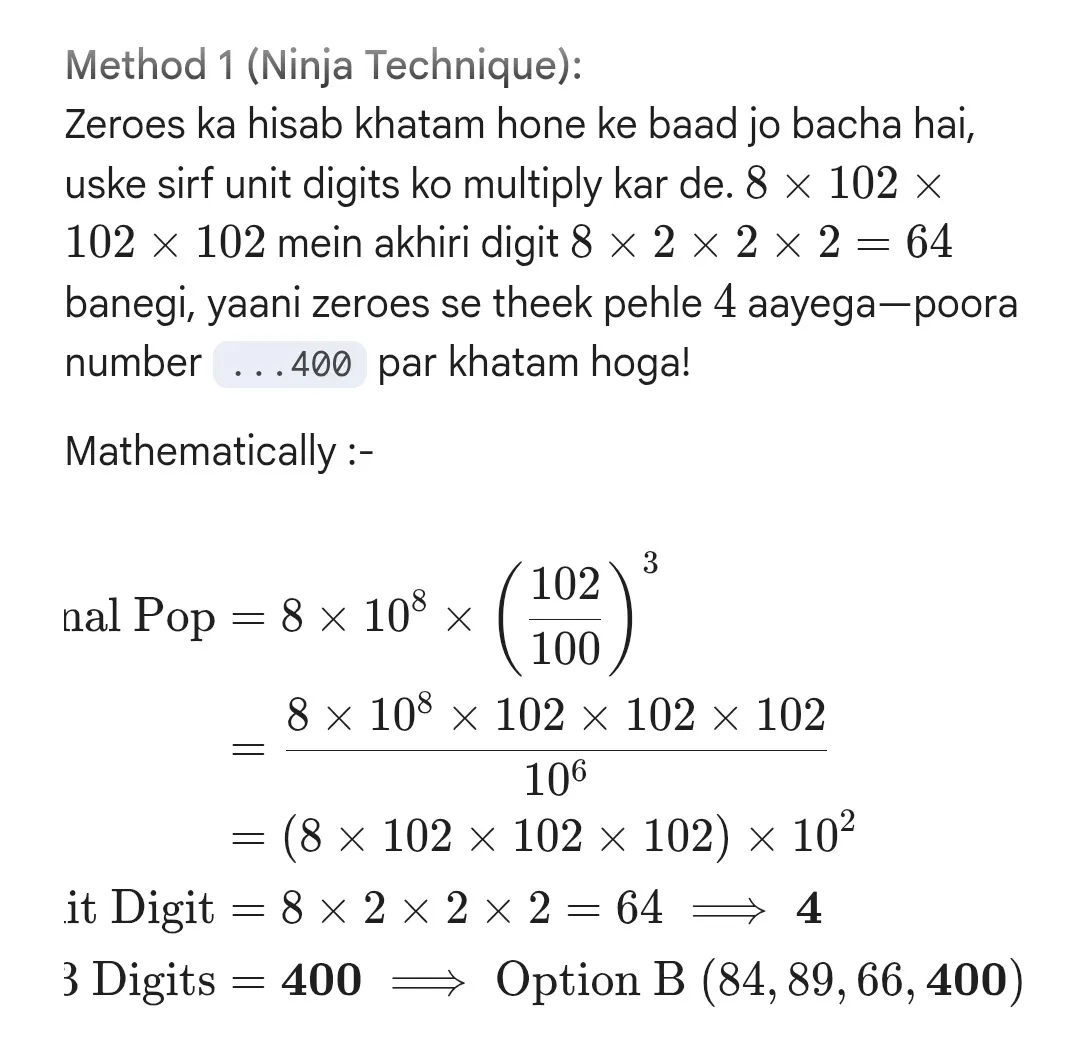 Method 1 (Ninja Technique):
Zeroes ka hisab khatam hone ke baad jo bacha hai,
uske sirf unit digits ko multiply kar de. 8 × 102 ×
102 × 102 mein akhiri digit 8 × 2 × 2 × 2 = 64
banegi, yaani zeroes se theek pehle 4 aayega—poora
number ...400 par khatam hoga!
Mathematically :-
nal Pop = 8 × 10⁸ × (102/100)³
= 8 × 10⁸ × 102 × 102 × 102 / 10⁶
= (8 × 102 × 102 × 102) × 10²
it Digit = 8 × 2 × 2 × 2 = 64 ⟹ 4
3 Digits = 400 ⟹ Option B (84, 89, 66, 400)